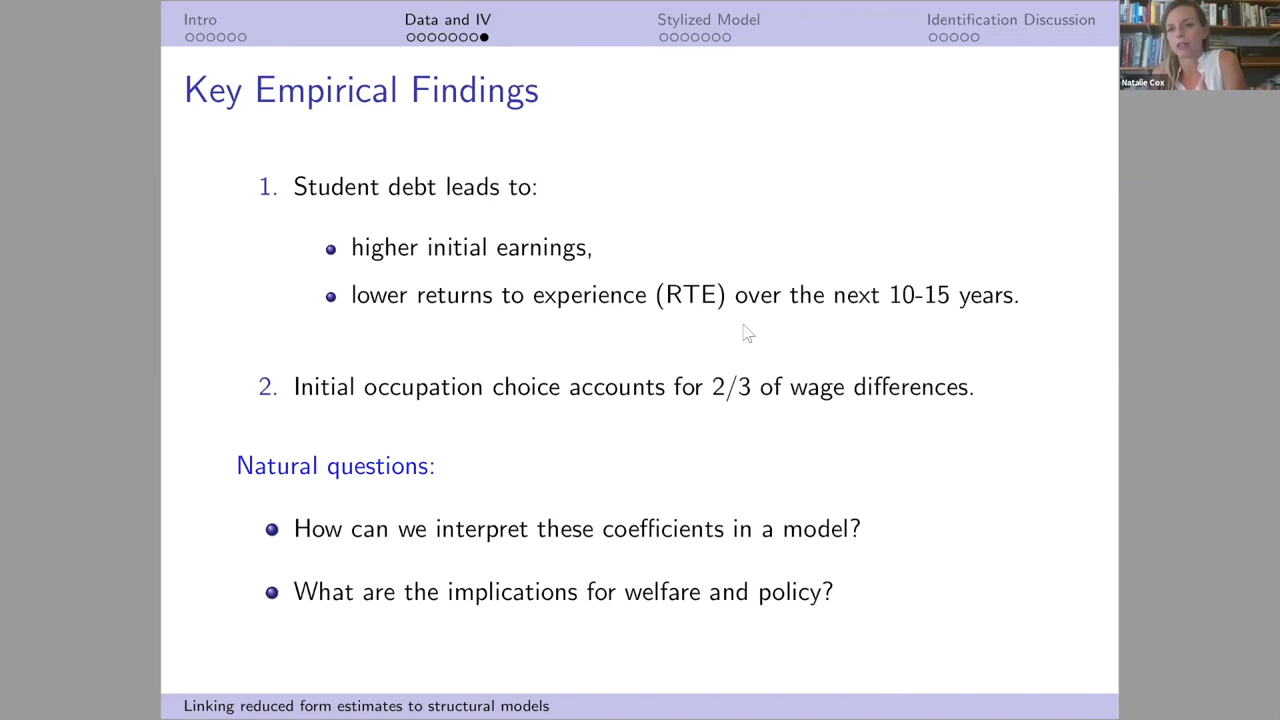 Intro
Data and IV
Stylized Model
Identification Discussion
Natalie Cox
Key Empirical Findings
1. Student debt leads to:
higher initial earnings,
lower returns to experience (RTE) over the next 10-15 years.
2. Initial occupation choice accounts for 2/3 of wage differences.
Natural questions:
How can we interpret these coefficients in a model?
What are the implications for welfare and policy?
Linking reduced form estimates to structural models